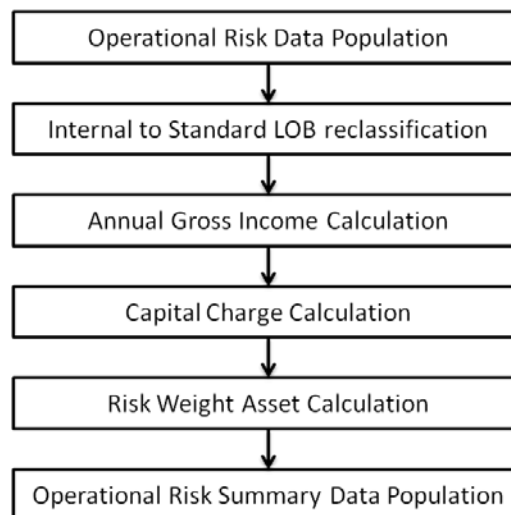 Operational Risk Data Population
Internal to Standard LOB reclassification
Annual Gross Income Calculation
Capital Charge Calculation
Risk Weight Asset Calculation
Operational Risk Summary Data Population